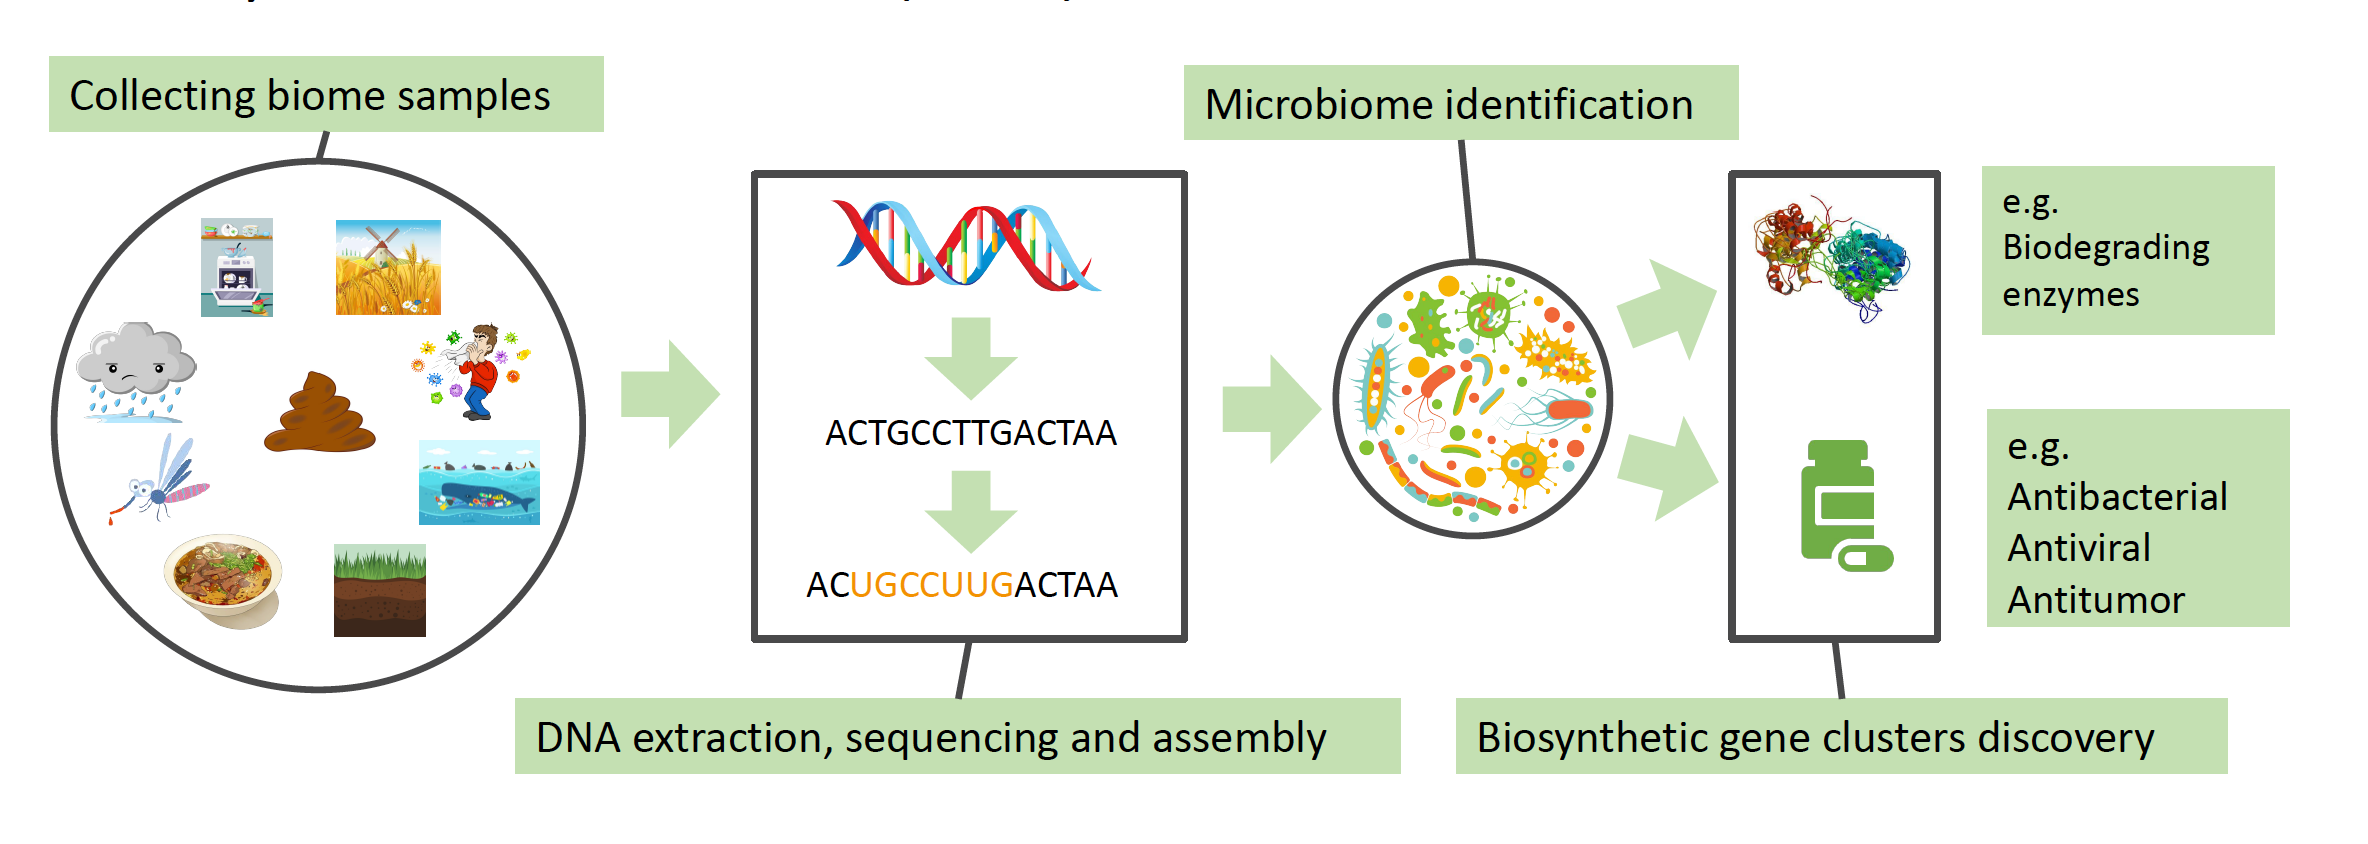 Collecting biome samples
Microbiome identification
e.g.
Biodegrading
enzymes
ACTGCCTTGACTAA
ACUGCCUUGACTAA
e.g.
Antibacterial
Antiviral
Antitumor
DNA extraction, sequencing and assembly
Biosynthetic gene clusters discovery